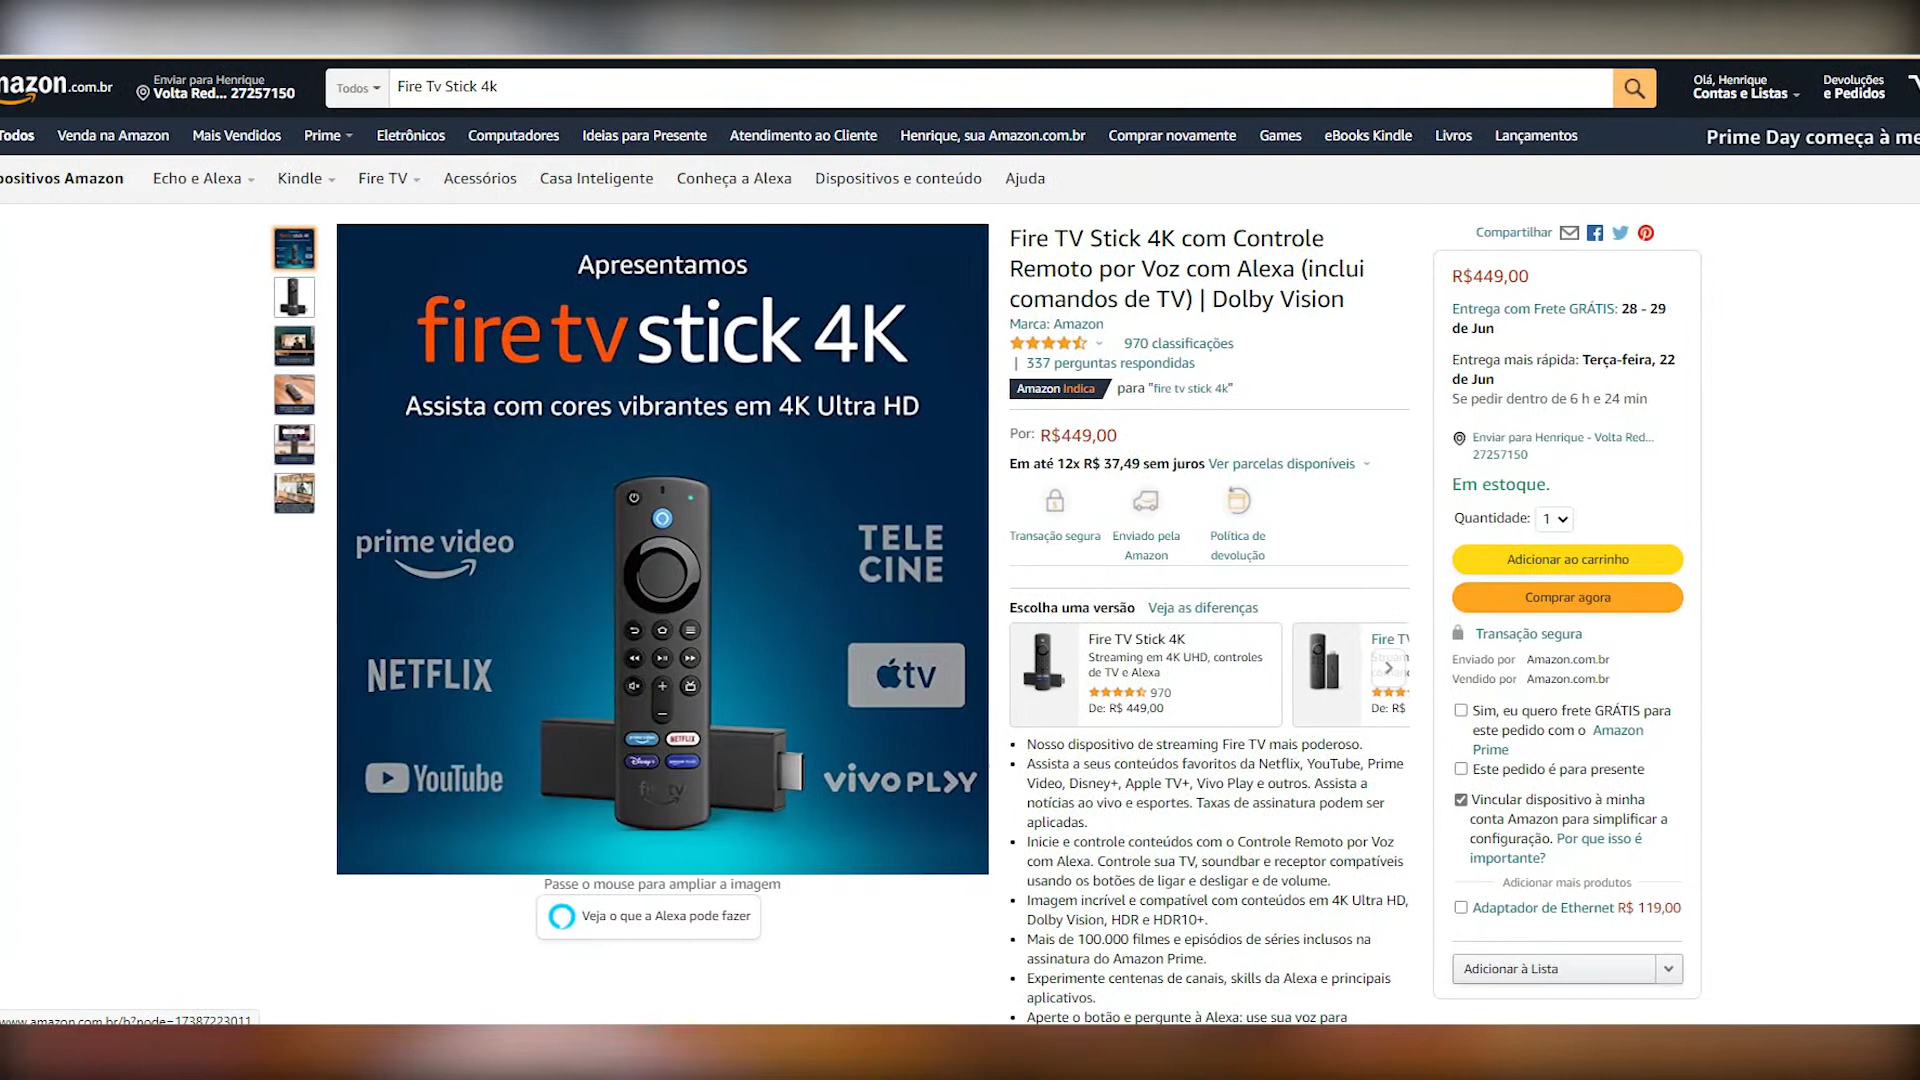 mazon.com.br
Enviar para Henrique
Volta Red... 27257150
Todos
Fire Tv Stick 4k
Olá, Henrique
Contas e Listas
Devoluções
e Pedidos
Todos
Venda na Amazon
Mais Vendidos
Prime
Eletrônicos
Computadores
Ideias para Presente
Atendimento ao Cliente
Henrique, sua Amazon.com.br
Comprar novamente
Games
eBooks Kindle
Livros
Lançamentos
Prime Day começa à me
positivos Amazon
Echo e Alexa
Kindle
Fire TV
Acessórios
Casa Inteligente
Conheça a Alexa
Dispositivos e conteúdo
Ajuda
Apresentamos
fire tv stick 4K
Assista com cores vibrantes em 4K Ultra HD
prime video
TELE
CINE
NETFLIX
tv
YouTube
vivo PLAY
NETFLIX
Disney+
fire tv
Passe o mouse para ampliar a imagem
Veja o que a Alexa pode fazer
Fire TV Stick 4K com Controle
Remoto por Voz com Alexa (inclui
comandos de TV) | Dolby Vision
Marca: Amazon
970 classificações
| 337 perguntas respondidas
Amazon Indica para "fire tv stick 4k"
Por: R$449,00
Em até 12x R$ 37,49 sem juros Ver parcelas disponíveis
Transação segura
Enviado pela
Amazon
Política de
devolução
Escolha uma versão Veja as diferenças
Fire TV Stick 4K
Streaming em 4K UHD, controles
de TV e Alexa
970
De: R$ 449,00
Fire TV
De: R$
• Nosso dispositivo de streaming Fire TV mais poderoso.
• Assista a seus conteúdos favoritos da Netflix, YouTube, Prime
Video, Disney+, Apple TV+, Vivo Play e outros. Assista a
notícias ao vivo e esportes. Taxas de assinatura podem ser
aplicadas.
• Inicie e controle conteúdos com o Controle Remoto por Voz
com Alexa. Controle sua TV, soundbar e receptor compatíveis
usando os botões de ligar e desligar e de volume.
• Imagem incrível e compatível com conteúdos em 4K Ultra HD,
Dolby Vision, HDR e HDR10+.
• Mais de 100.000 filmes e episódios de séries inclusos na
assinatura do Amazon Prime.
• Experimente centenas de canais, skills da Alexa e principais
aplicativos.
• Aperte o botão e pergunte à Alexa: use sua voz para
Compartilhar
R$449,00
Entrega com Frete GRÁTIS: 28 - 29
de Jun
Entrega mais rápida: Terça-feira, 22
de Jun
Se pedir dentro de 6 h e 24 min
Enviar para Henrique - Volta Red...
27257150
Em estoque.
Quantidade: 1
Adicionar ao carrinho
Comprar agora
Transação segura
Enviado por Amazon.com.br
Vendido por Amazon.com.br
Sim, eu quero frete GRÁTIS para
este pedido com o Amazon
Prime
Este pedido é para presente
Vincular dispositivo à minha
conta Amazon para simplificar a
configuração. Por que isso é
importante?
Adicionar mais produtos
Adaptador de Ethernet R$ 119,00
Adicionar à Lista
www.amazon.com.br/b?node=17387223011